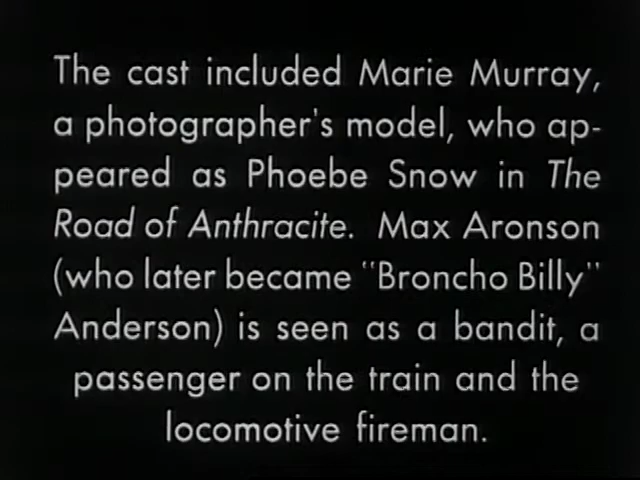 The cast included Marie Murray,
a photographer's model, who ap-
peared as Phoebe Snow in The
Road of Anthracite. Max Aronson
(who later became "Broncho Billy"
Anderson) is seen as a bandit, a
passenger on the train and the
locomotive fireman.